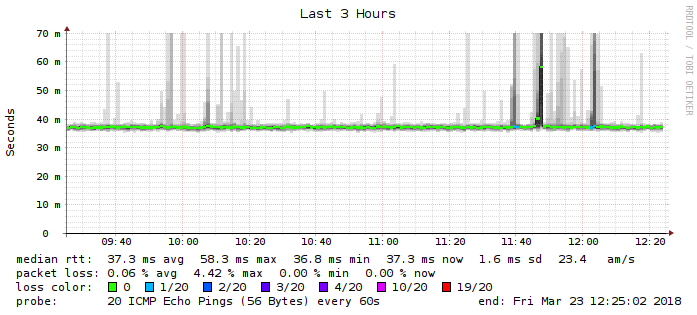 Last 3 Hours
RRDTOOL / TOBI OETIKER
Seconds
70 m
60 m
50 m
40 m
30 m
20 m
10 m
0
09:40 10:00 10:20 10:40 11:00 11:20 11:40 12:00 12:20
median rtt: 37.3 ms avg 58.3 ms max 36.8 ms min 37.3 ms now 1.6 ms sd 23.4 am/s
packet loss: 0.06 % avg 4.42 % max 0.00 % min 0.00 % now
loss color: 0 1/20 2/20 3/20 4/20 10/20 19/20
probe: 20 ICMP Echo Pings (56 Bytes) every 60s end: Fri Mar 23 12:25:02 2018